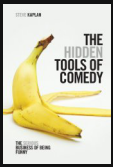 STEVE KAPLAN
THE
HIDDEN
TOOLS OF
COMEDY
THE
BUSINESS OF BEING
FUNNY